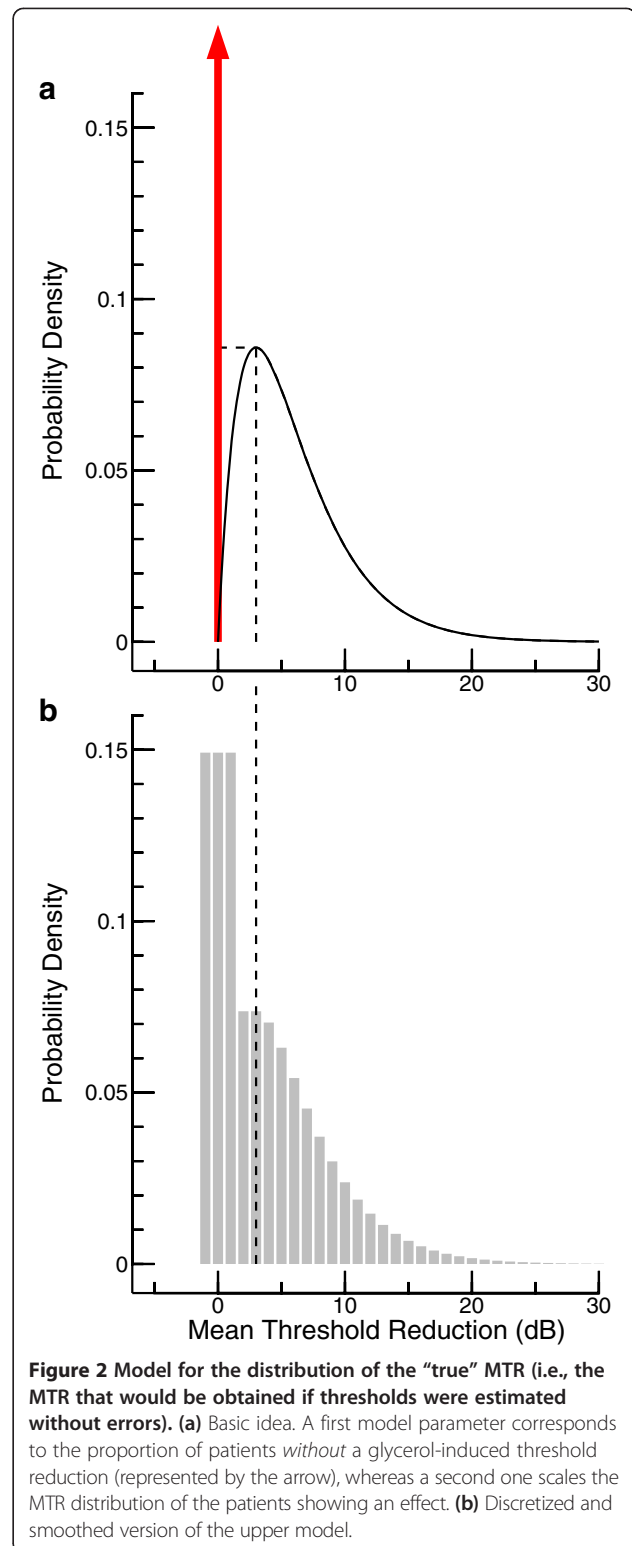 a
0.15
0.1
0.05
0
Probability Density
0
10
20
30
b
0.15
0.1
0.05
0
Probability Density
0
10
20
30
Mean Threshold Reduction (dB)
Figure 2 Model for the distribution of the “true” MTR (i.e., the
MTR that would be obtained if thresholds were estimated
without errors). (a) Basic idea. A first model parameter corresponds
to the proportion of patients without a glycerol-induced threshold
reduction (represented by the arrow), whereas a second one scales the
MTR distribution of the patients showing an effect. (b) Discretized and
smoothed version of the upper model.